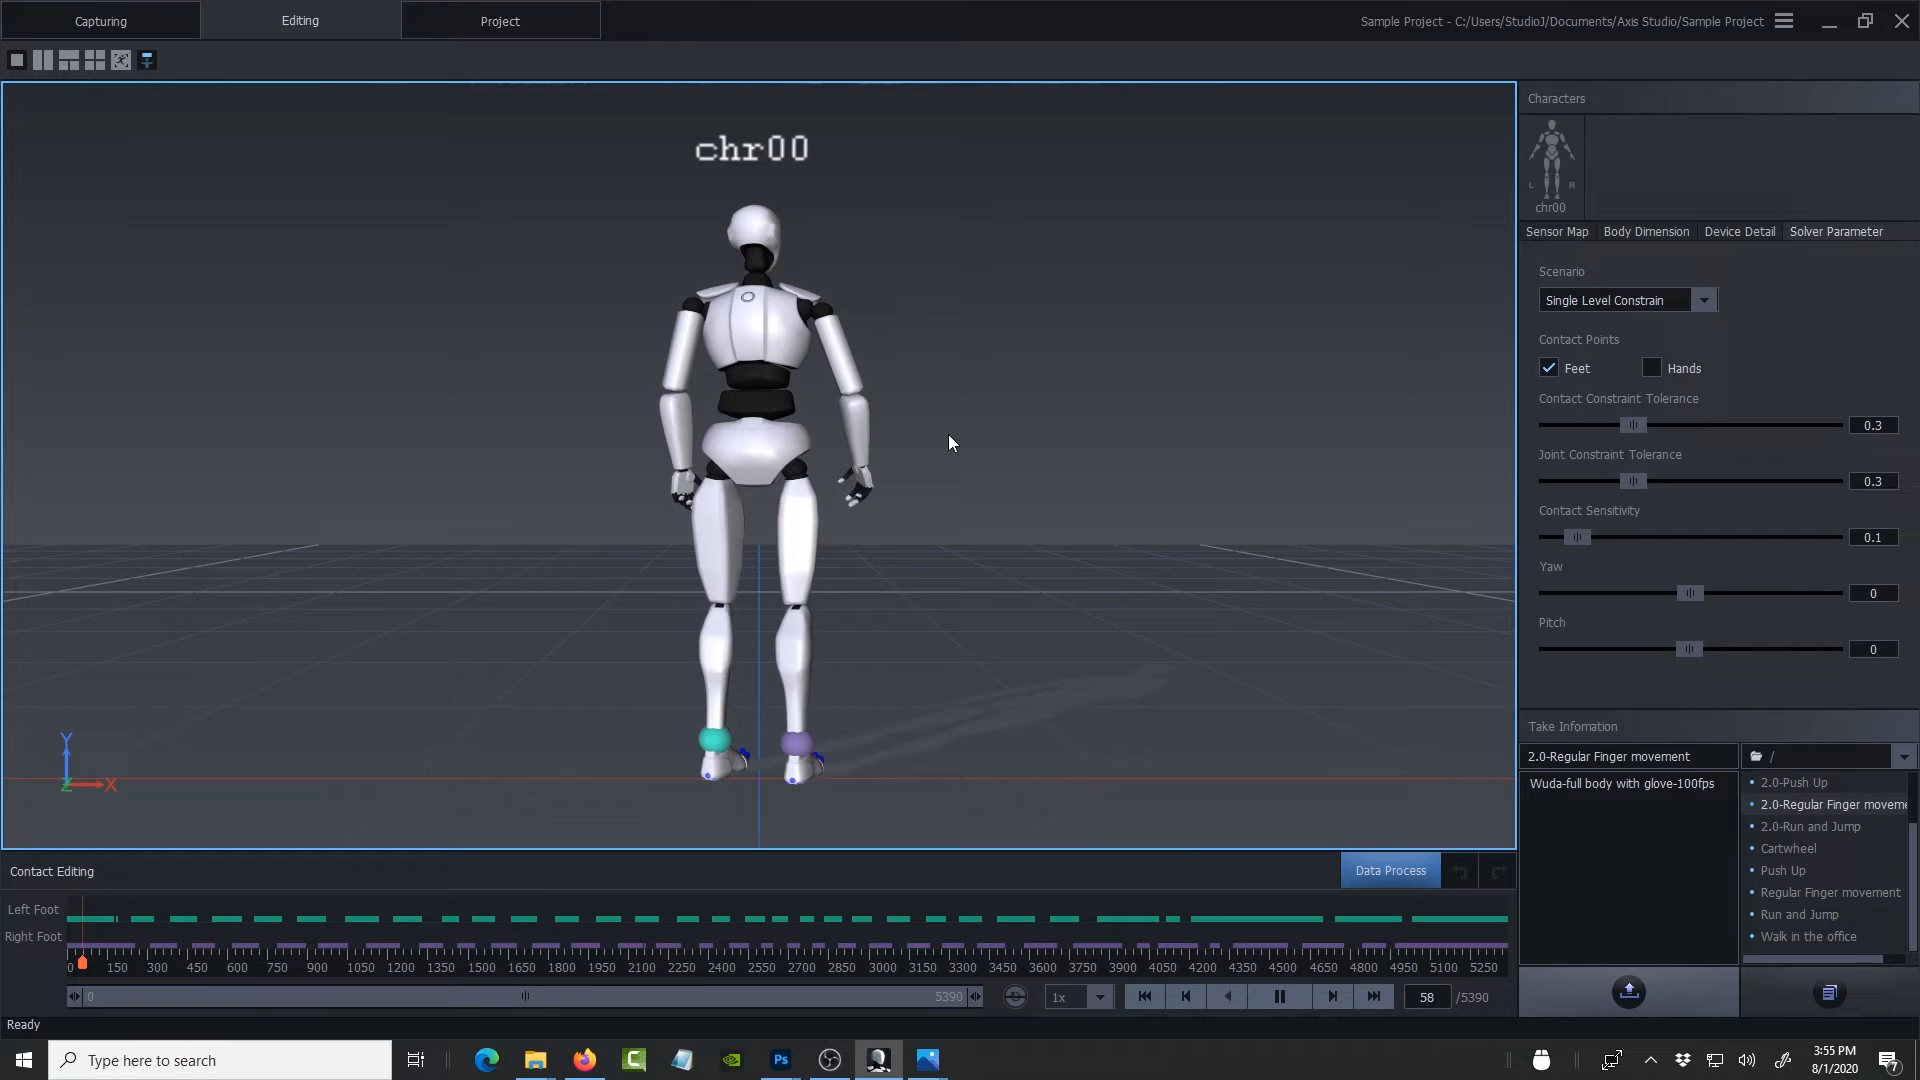 Capturing
Editing
Project
Sample Project - C:/Users/StudioJ/Documents/Axis Studio/Sample Project
chr00
Characters
L R
chr00
Sensor Map
Body Dimension
Device Detail
Solver Parameter
Scenario
Single Level Constrain
Contact Points
Feet
Hands
Contact Constraint Tolerance
0.3
Joint Constraint Tolerance
0.3
Contact Sensitivity
0.1
Yaw
0
Pitch
0
Y
Z
X
Take Infomation
2.0-Regular Finger movement
/
Wuda-full body with glove-100fps
2.0-Push Up
2.0-Regular Finger moveme
2.0-Run and Jump
Cartwheel
Push Up
Regular Finger movement
Run and Jump
Walk in the office
Contact Editing
Data Process
Left Foot
Right Foot
0 150 300 450 600 750 900 1050 1200 1350 1500 1650 1800 1950 2100 2250 2400 2550 2700 2850 3000 3150 3300 3450 3600 3750 3900 4050 4200 4350 4500 4650 4800 4950 5100 5250
0
5390
1x
58
/5390
Ready
Type here to search
Ps
3:55 PM
8/1/2020
7